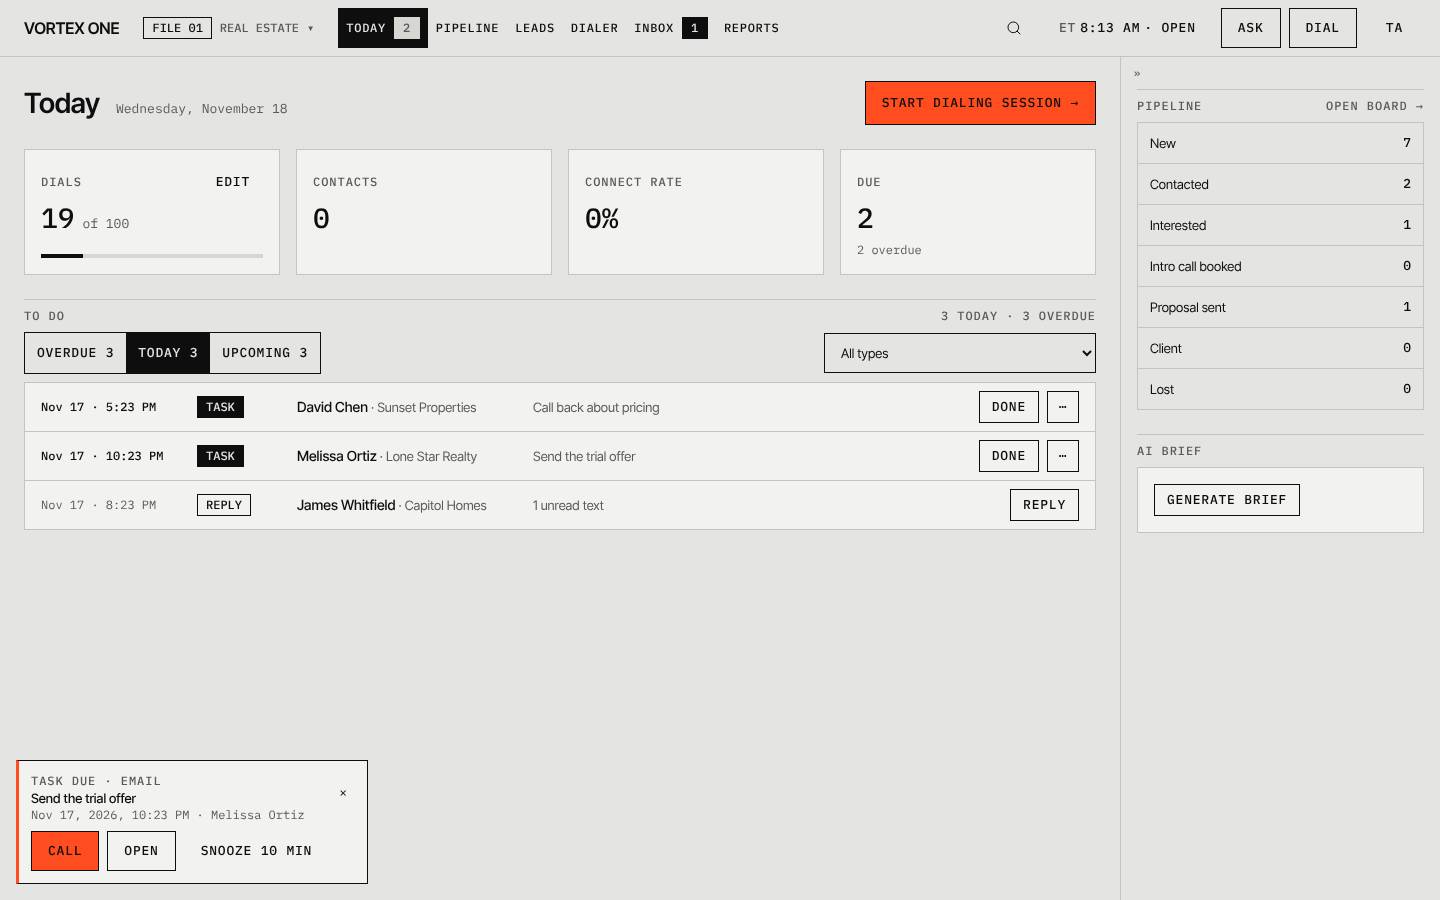 VORTEX ONE FILE 01 REAL ESTATE ▾ TODAY 2 PIPELINE LEADS DIALER INBOX 1 REPORTS ET 8:13 AM · OPEN ASK DIAL TA
»
Today Wednesday, November 18 START DIALING SESSION →
DIALS EDIT
19 of 100
CONTACTS
0
CONNECT RATE
0%
DUE
2
2 overdue
TO DO 3 TODAY · 3 OVERDUE
OVERDUE 3 TODAY 3 UPCOMING 3 All types
Nov 17 · 5:23 PM TASK David Chen · Sunset Properties Call back about pricing DONE ⋯
Nov 17 · 10:23 PM TASK Melissa Ortiz · Lone Star Realty Send the trial offer DONE ⋯
Nov 17 · 8:23 PM REPLY James Whitfield · Capitol Homes 1 unread text REPLY
PIPELINE OPEN BOARD →
New 7
Contacted 2
Interested 1
Intro call booked 0
Proposal sent 1
Client 0
Lost 0
AI BRIEF
GENERATE BRIEF
TASK DUE · EMAIL
Send the trial offer ×
Nov 17, 2026, 10:23 PM · Melissa Ortiz
CALL OPEN SNOOZE 10 MIN